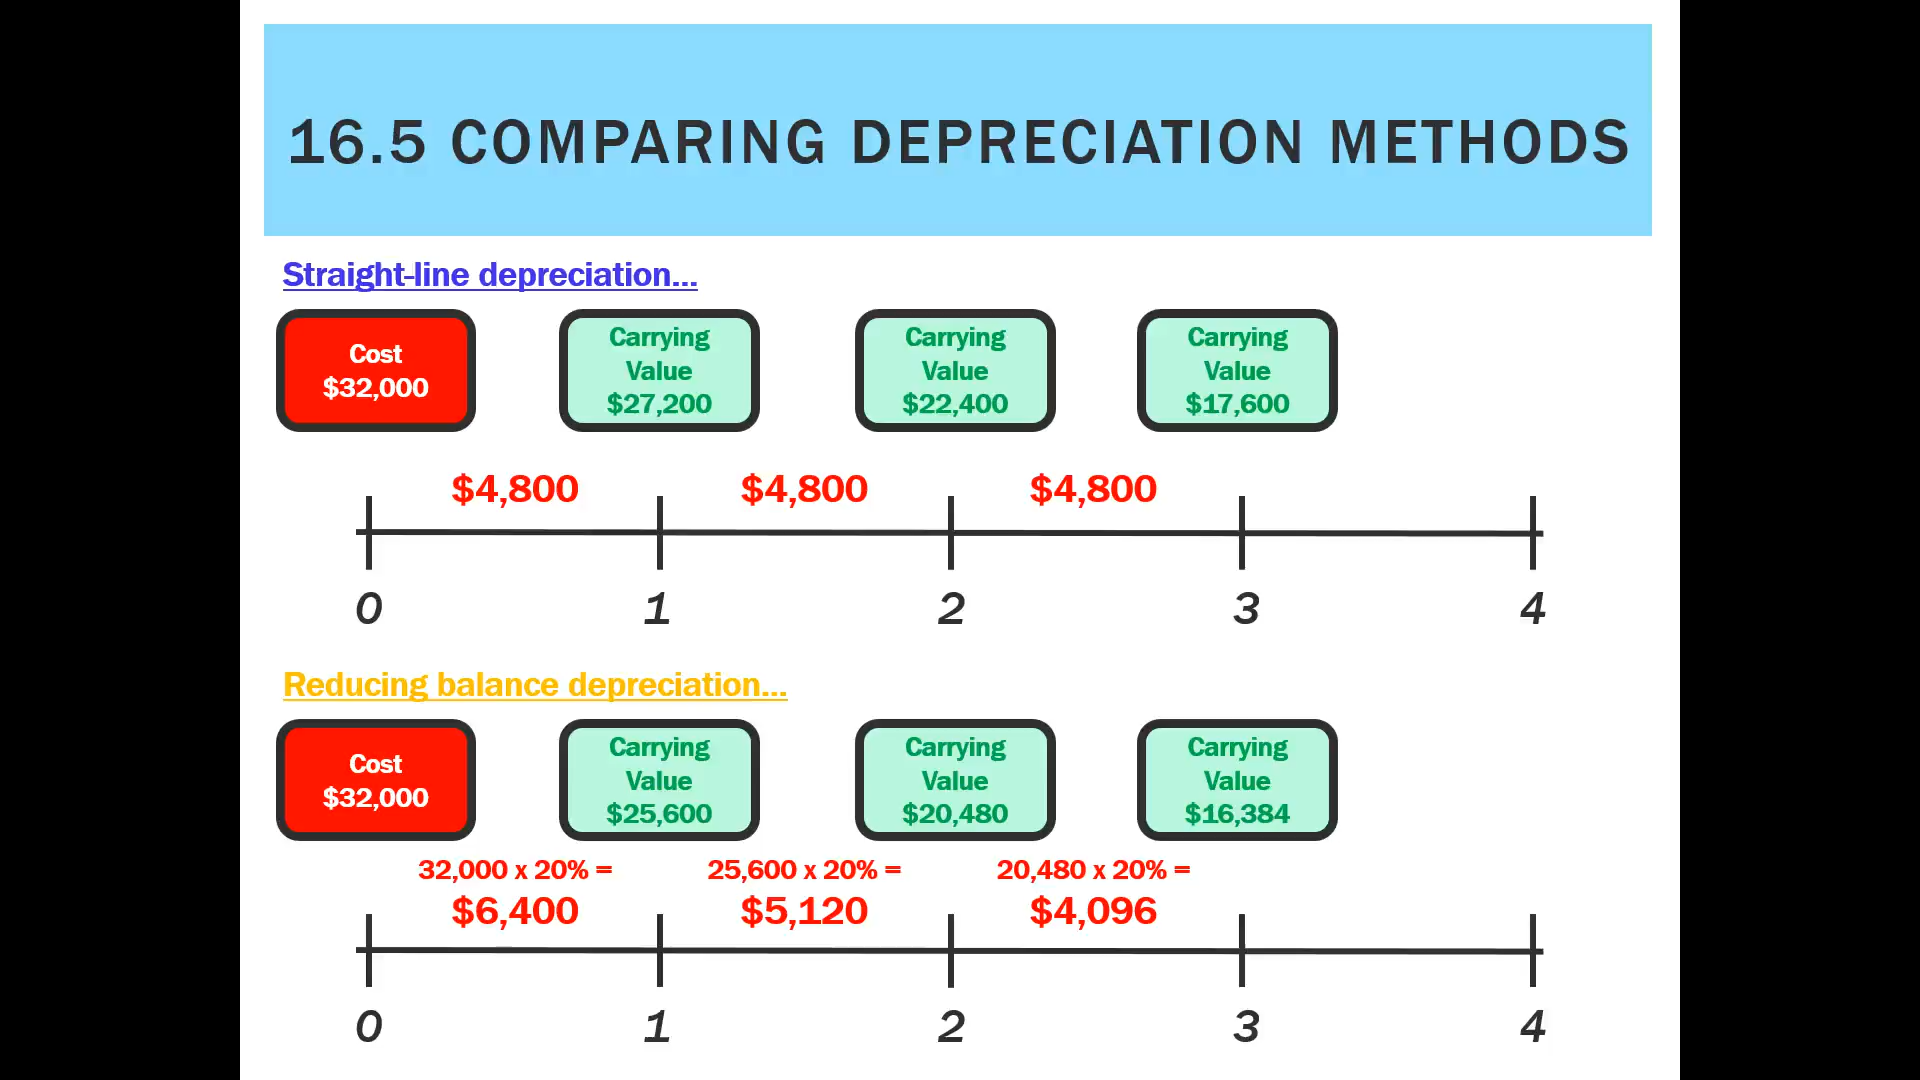 16.5 COMPARING DEPRECIATION METHODS
Straight-line depreciation...
Cost
$32,000
Carrying
Value
$27,200
Carrying
Value
$22,400
Carrying
Value
$17,600
$4,800 $4,800 $4,800
0 1 2 3 4
Reducing balance depreciation...
Cost
$32,000
Carrying
Value
$25,600
Carrying
Value
$20,480
Carrying
Value
$16,384
32,000 x 20% =
$6,400
25,600 x 20% =
$5,120
20,480 x 20% =
$4,096
0 1 2 3 4